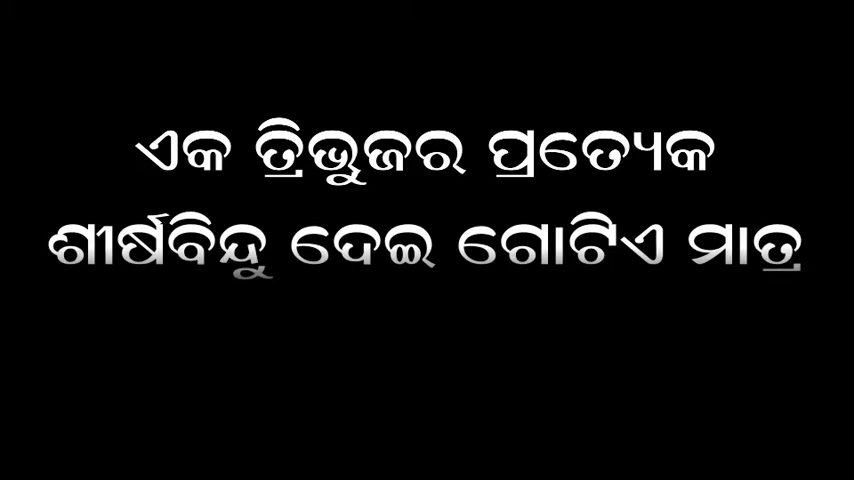 ଏକ ତ୍ରିଭୁଜର ପ୍ରତ୍ୟେକ
ଶୀର୍ଷବିନ୍ଦୁ ଦେଇ ଗୋଟିଏ ମାତ୍ର